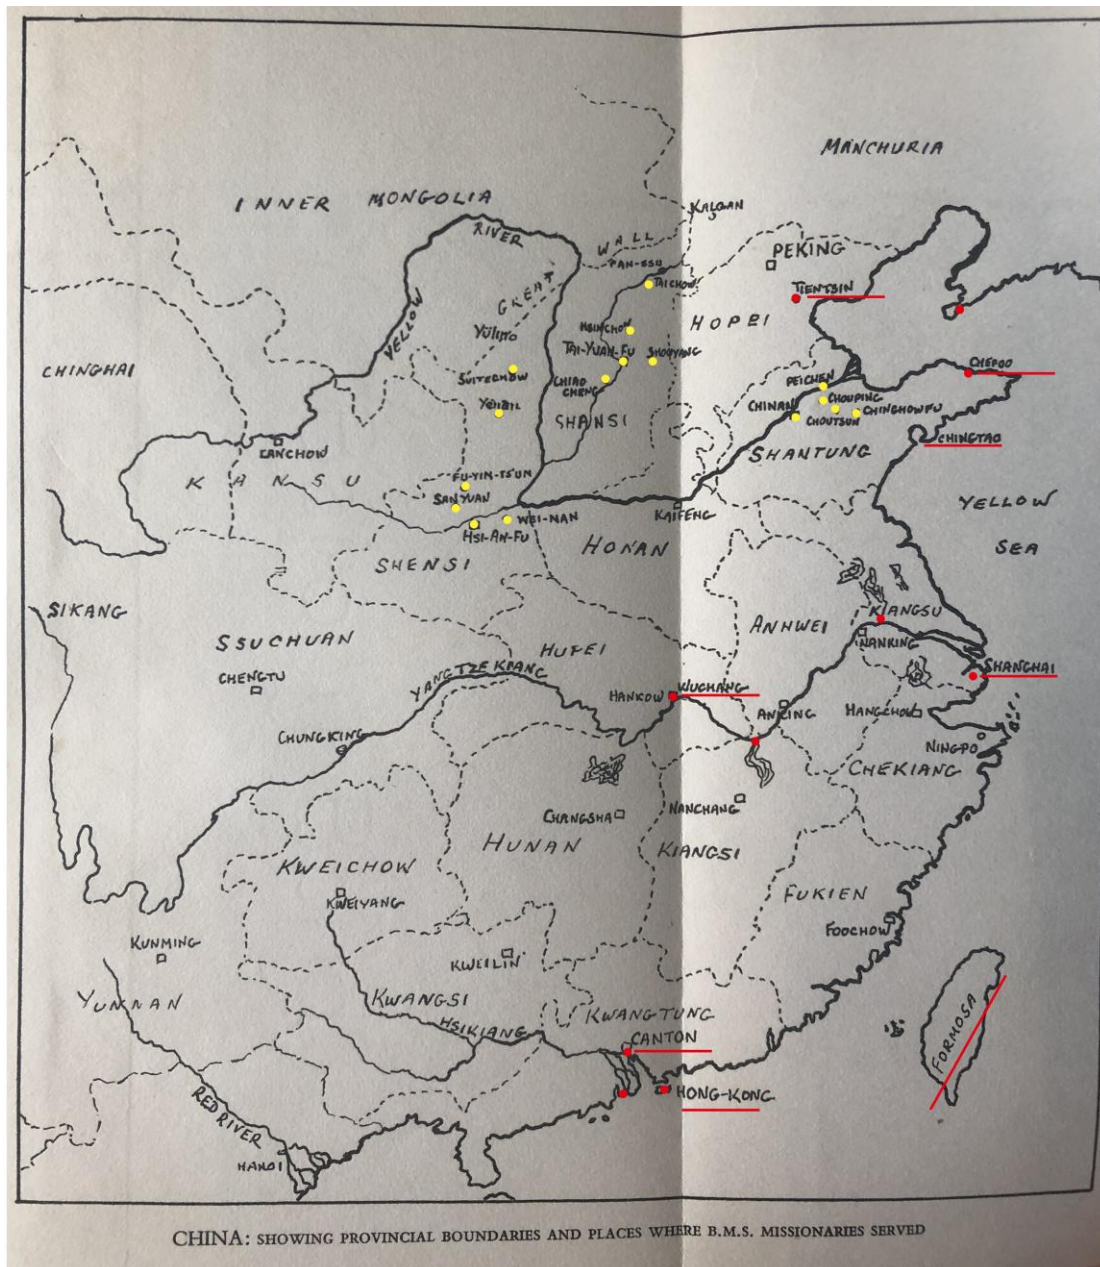 MANCHURIA
INNER MONGOLIA
KALGAN
RIVER
WALL
PEKING
PAN-SSU
TAICHOW
TIENTSIN
GREAT
YELLOW
HOPEI
HSINCHOW
TAI-YUAN-FU
SHOUYANG
CHINGHAI
SUITECHOW
CHIAO
CHENG
CHEFOO
PEICHEN
CHOUPING
CHINAN
CHINGHOWFU
CHOUTSUN
SHANSI
CHINGTAO
LANCHOW
SHANTUNG
KANSU
FU-YIN-TS'UN
SANYUAN
WEI-NAN
HSI-AN-FU
KAIFENG
YELLOW
SEA
HONAN
SHENSI
SIKANG
KIANGSU
ANHWEI
NANKING
SSUCHUAN
HUPEI
CHENGTU
YANGTZE KIANG
SHANGHAI
HANKOW
WUCHANG
ANKING
HANGCHOW
CHUNGKING
NINGPO
CHEKIANG
NANCHANG
CHANGSHA
HUNAN
KIANGSI
KWEICHOW
KWEIYANG
FUKIEN
FOOCHOW
KUNMING
KWEILIN
YUNNAN
KWANGSI
HSIKIANG
KWANGTUNG
CANTON
FORMOSA
HONG-KONG
RED RIVER
HANOI
CHINA: SHOWING PROVINCIAL BOUNDARIES AND PLACES WHERE B.M.S. MISSIONARIES SERVED